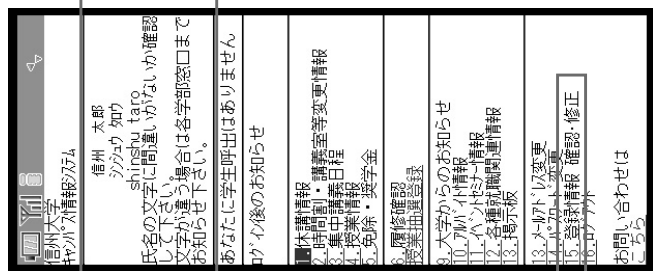 信州大学
ｷｬﾝﾊﾟｽ情報ｼｽﾃﾑ
信州 太郎
ｼﾝｼｭｳ ﾀﾛｳ
shinshu taro
氏名の文字に間違いがないか確認
して下さい。
文字が違う場合は各学部窓口まで
お知らせ下さい。
あなたに学生呼出はありません
ﾛｸﾞｲﾝ後のお知らせ
1.休講情報
2.時間割・講義室等変更情報
3.集中講義日程
4.授業情報
5.免除・奨学金
6.履修確認
授業抽選登録
9.大学からのお知らせ
10.ｱﾙﾊﾞｲﾄ情報
11.ｲﾍﾞﾝﾄｾﾐﾅｰ情報
12.各種就職関連情報
13.掲示板
13.ﾒｰﾙｱﾄﾞﾚｽ変更
14.ﾊﾟｽﾜｰﾄﾞ変更
15.登録情報 確認･修正
16.ﾛｸﾞｱｳﾄ
お問い合わせは
こちら